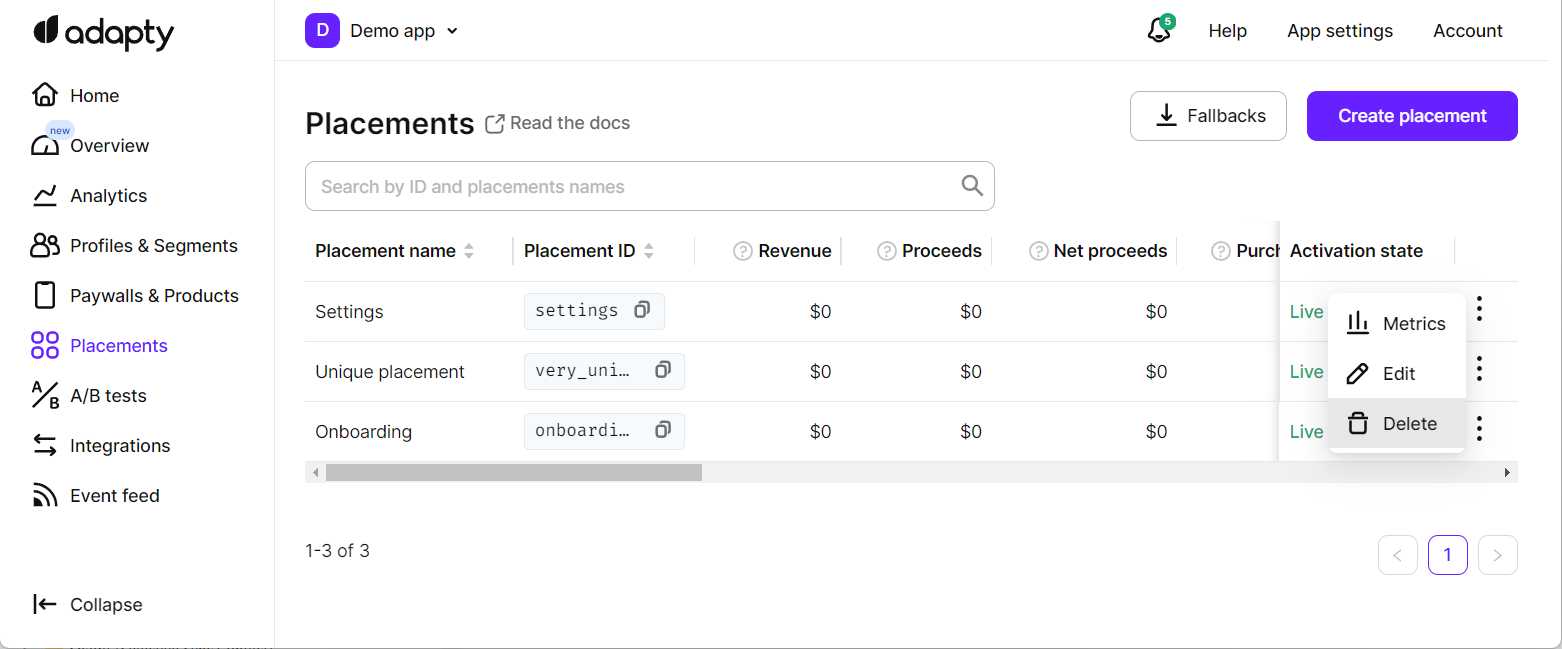 adapty
D Demo app
5
Help
App settings
Account
Home
new
Overview
Analytics
Profiles & Segments
Paywalls & Products
Placements
A/B tests
Integrations
Event feed
Collapse
Placements
Read the docs
Fallbacks
Create placement
Search by ID and placements names
Placement name Placement ID ? Revenue ? Proceeds ? Net proceeds ? Purch Activation state
Settings settings $0 $0 $0 Live
Unique placement very_uni... $0 $0 $0 Live
Onboarding onboardi... $0 $0 $0 Live
Metrics
Edit
Delete
1-3 of 3
< 1 >